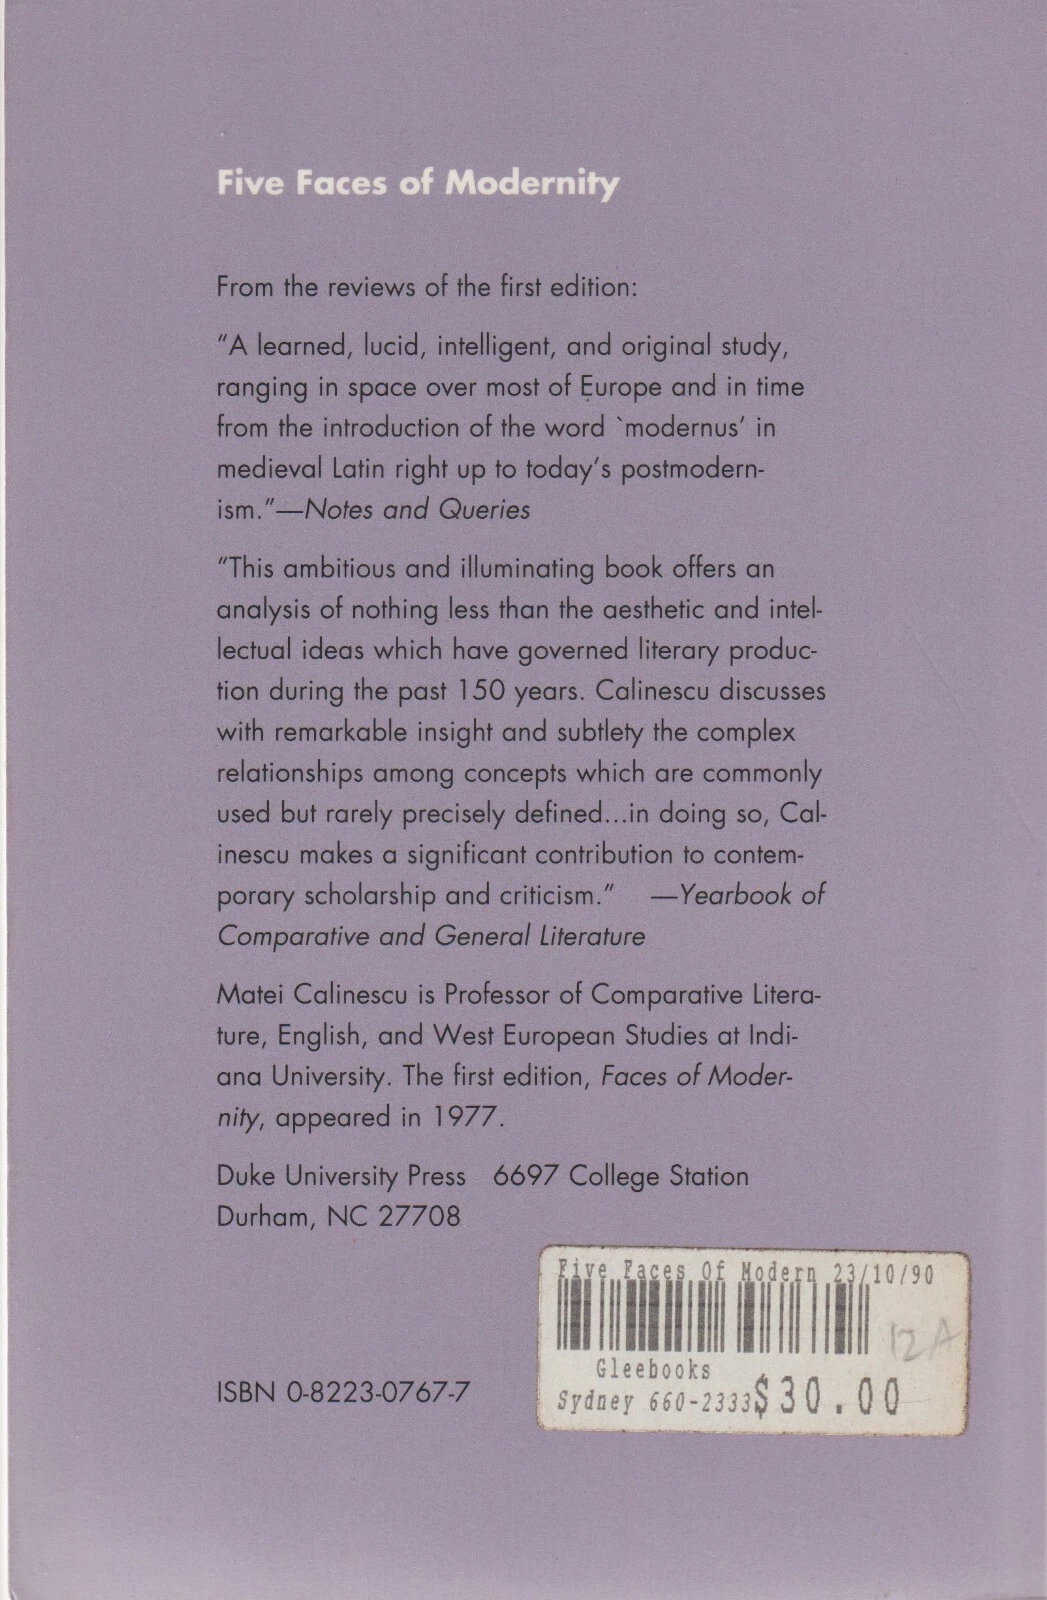 Five Faces of Modernity
From the reviews of the first edition:
“A learned, lucid, intelligent, and original study,
ranging in space over most of Europe and in time
from the introduction of the word `modernus’ in
medieval Latin right up to today’s postmodern-
ism.”—Notes and Queries
“This ambitious and illuminating book offers an
analysis of nothing less than the aesthetic and intel-
lectual ideas which have governed literary produc-
tion during the past 150 years. Calinescu discusses
with remarkable insight and subtlety the complex
relationships among concepts which are commonly
used but rarely precisely defined...in doing so, Cal-
inescu makes a significant contribution to contem-
porary scholarship and criticism.” —Yearbook of
Comparative and General Literature
Matei Calinescu is Professor of Comparative Litera-
ture, English, and West European Studies at Indi-
ana University. The first edition, Faces of Moder-
nity, appeared in 1977.
Duke University Press 6697 College Station
Durham, NC 27708
Five Faces Of Modern 23/10/90
12A
Gleebooks
Sydney 660-2333 $30.00
ISBN 0-8223-0767-7